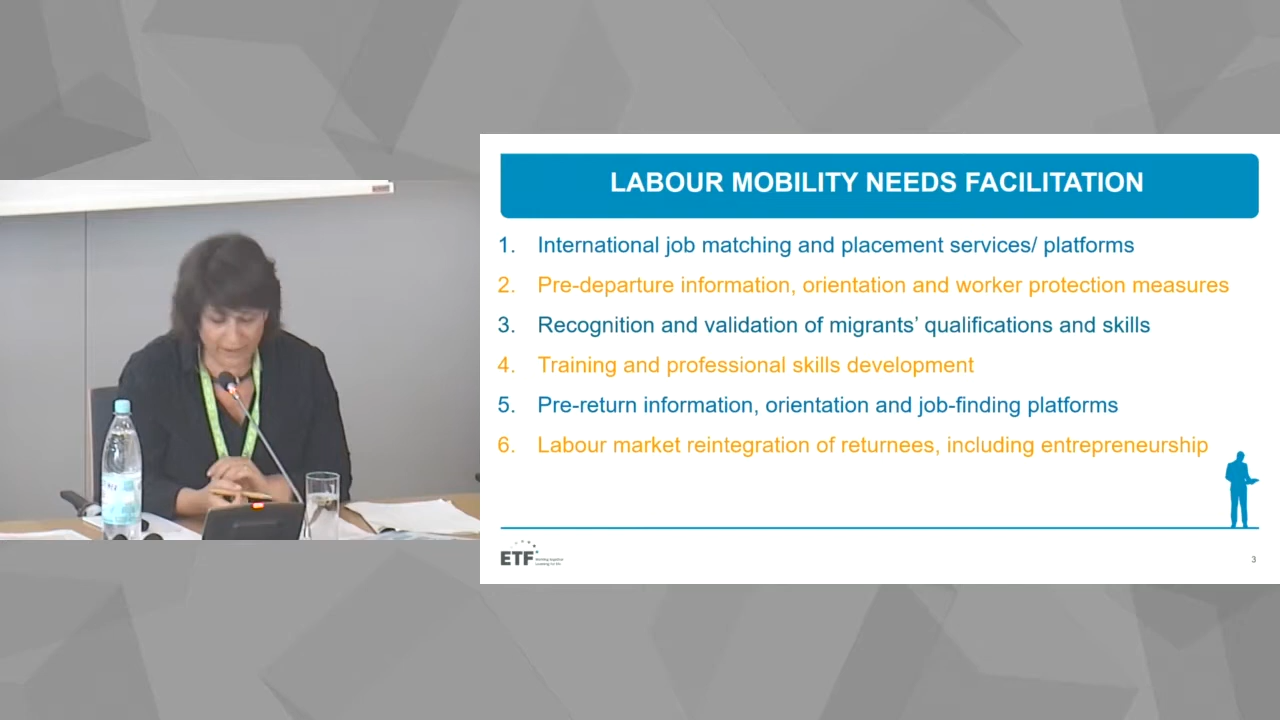 LABOUR MOBILITY NEEDS FACILITATION
1. International job matching and placement services/ platforms
2. Pre-departure information, orientation and worker protection measures
3. Recognition and validation of migrants’ qualifications and skills
4. Training and professional skills development
5. Pre-return information, orientation and job-finding platforms
6. Labour market reintegration of returnees, including entrepreneurship
ETF
3